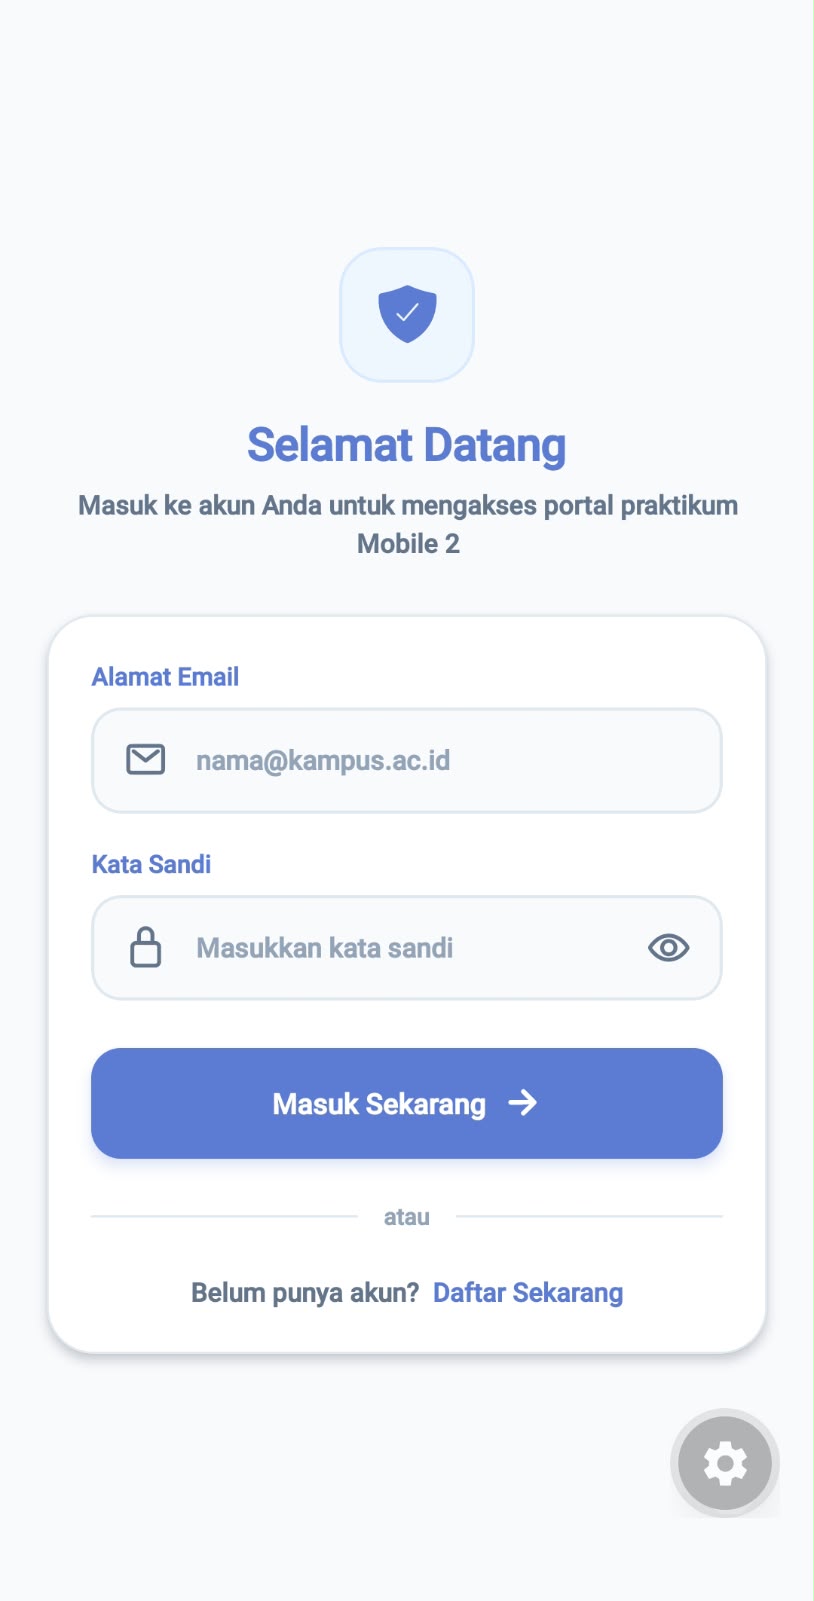 Selamat Datang
Masuk ke akun Anda untuk mengakses portal praktikum
Mobile 2
Alamat Email
nama@kampus.ac.id
Kata Sandi
Masukkan kata sandi
Masuk Sekarang
atau
Belum punya akun? Daftar Sekarang